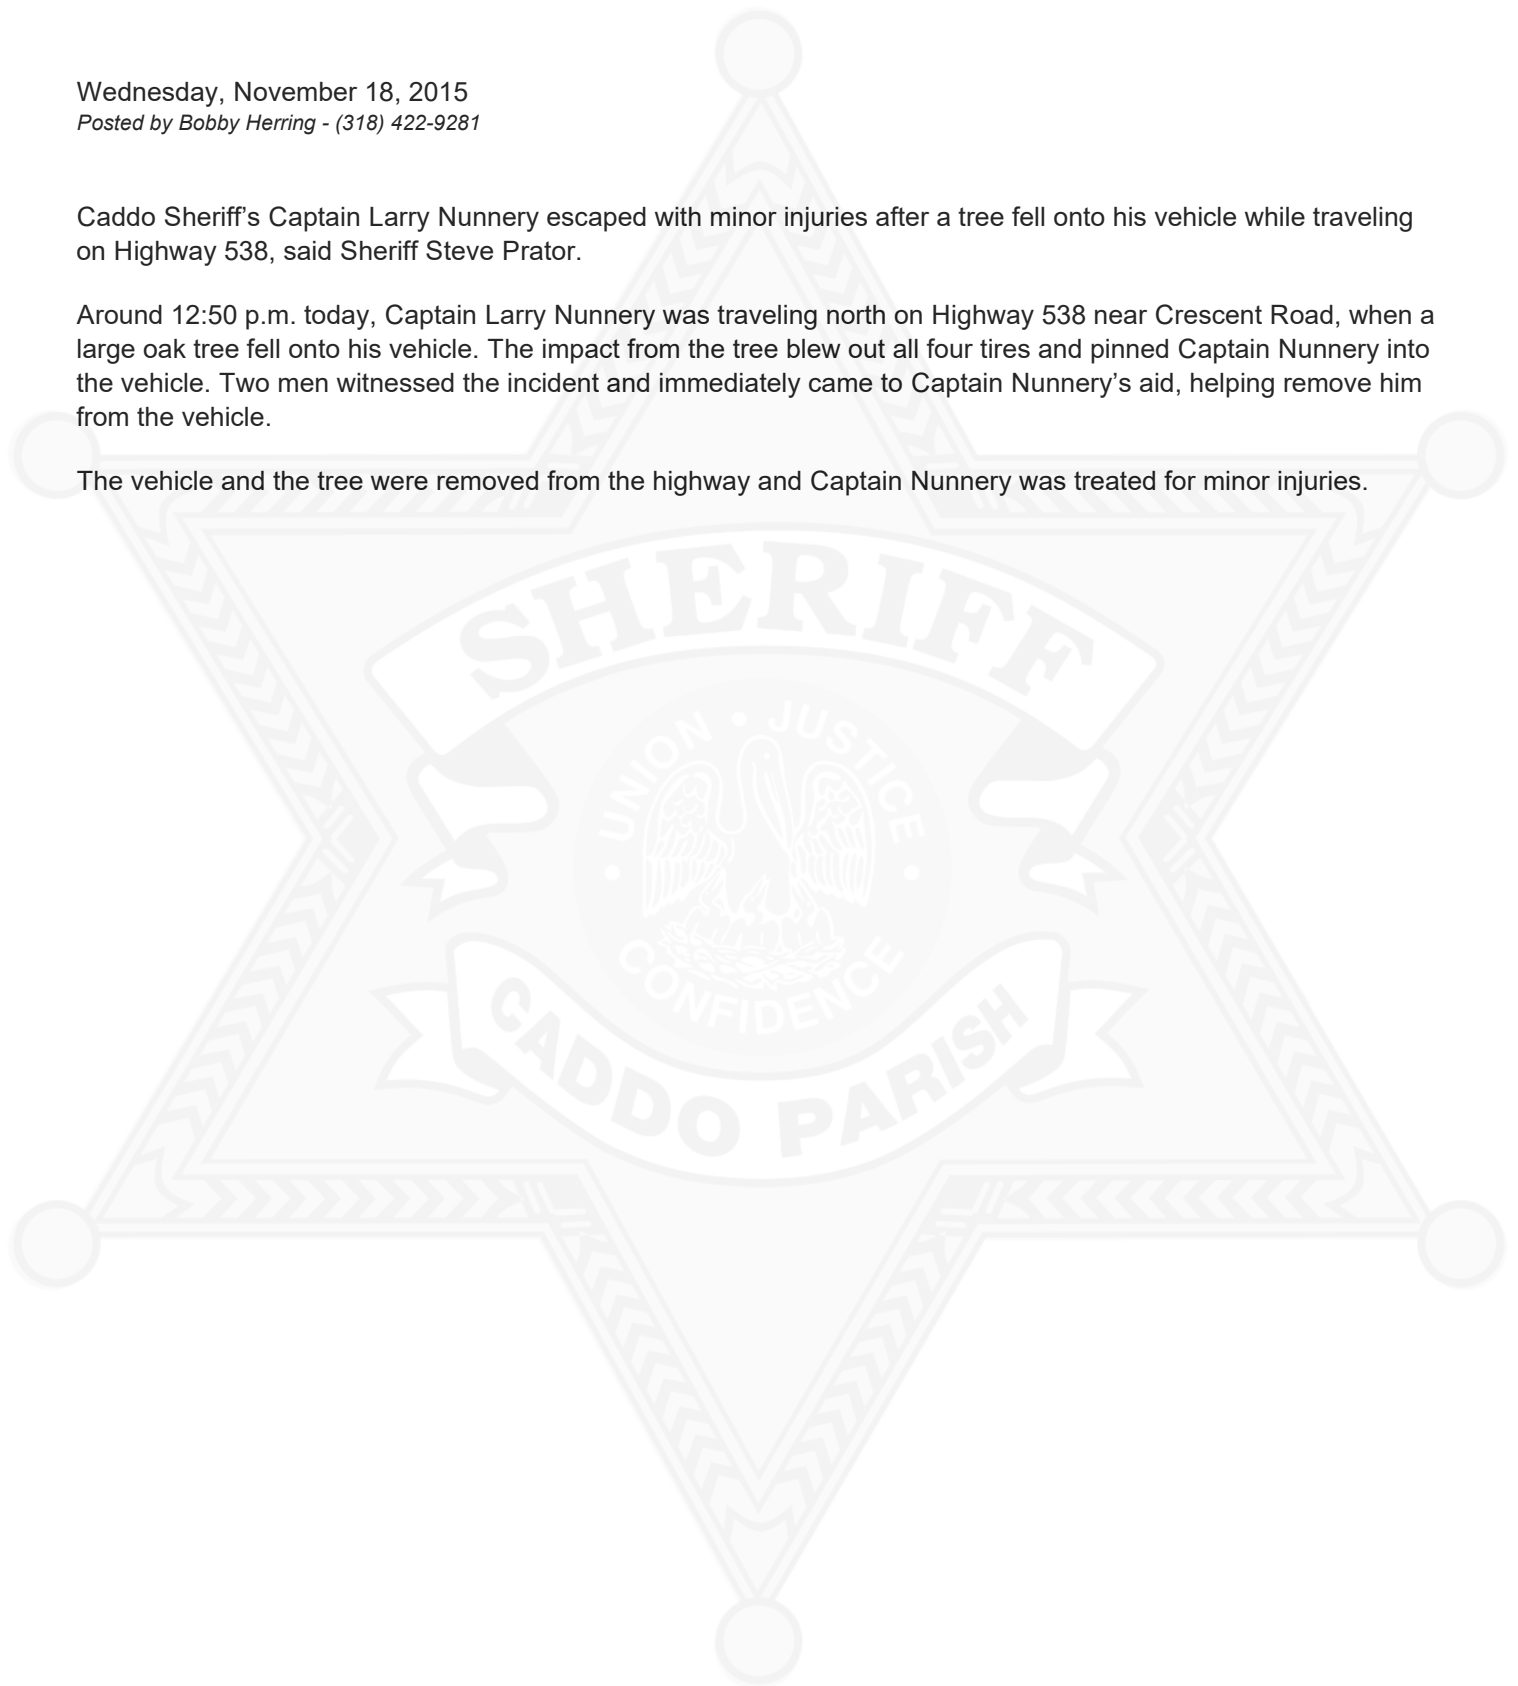 Wednesday, November 18, 2015
Posted by Bobby Herring - (318) 422-9281
Caddo Sheriff’s Captain Larry Nunnery escaped with minor injuries after a tree fell onto his vehicle while traveling
on Highway 538, said Sheriff Steve Prator.
Around 12:50 p.m. today, Captain Larry Nunnery was traveling north on Highway 538 near Crescent Road, when a
large oak tree fell onto his vehicle. The impact from the tree blew out all four tires and pinned Captain Nunnery into
the vehicle. Two men witnessed the incident and immediately came to Captain Nunnery’s aid, helping remove him
from the vehicle.
The vehicle and the tree were removed from the highway and Captain Nunnery was treated for minor injuries.
SHERIFF
UNION • JUSTICE
• CONFIDENCE •
CADDO PARISH